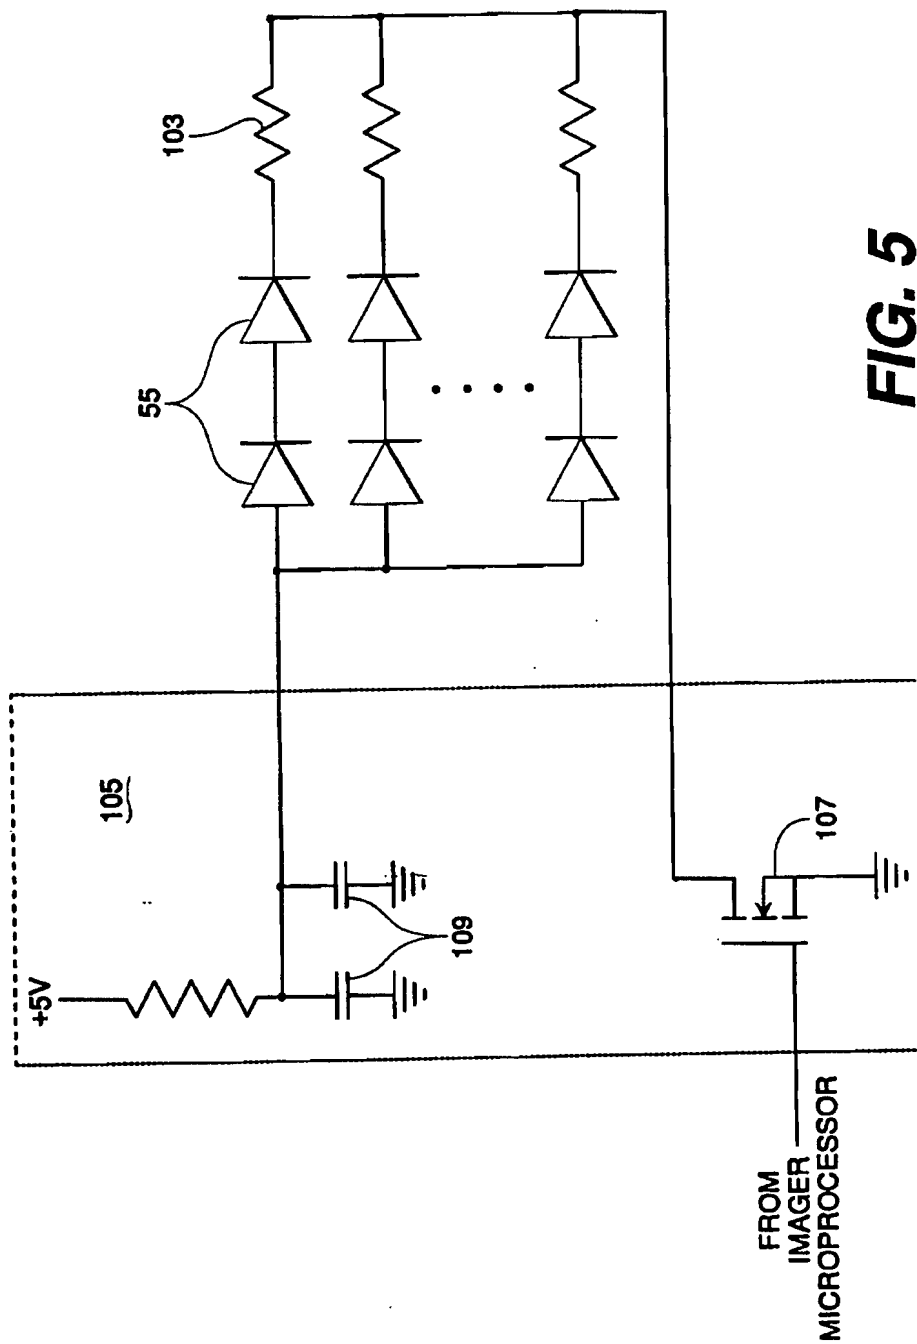 +5V
105
109
107
55
103
FROM
IMAGER
MICROPROCESSOR
FIG. 5